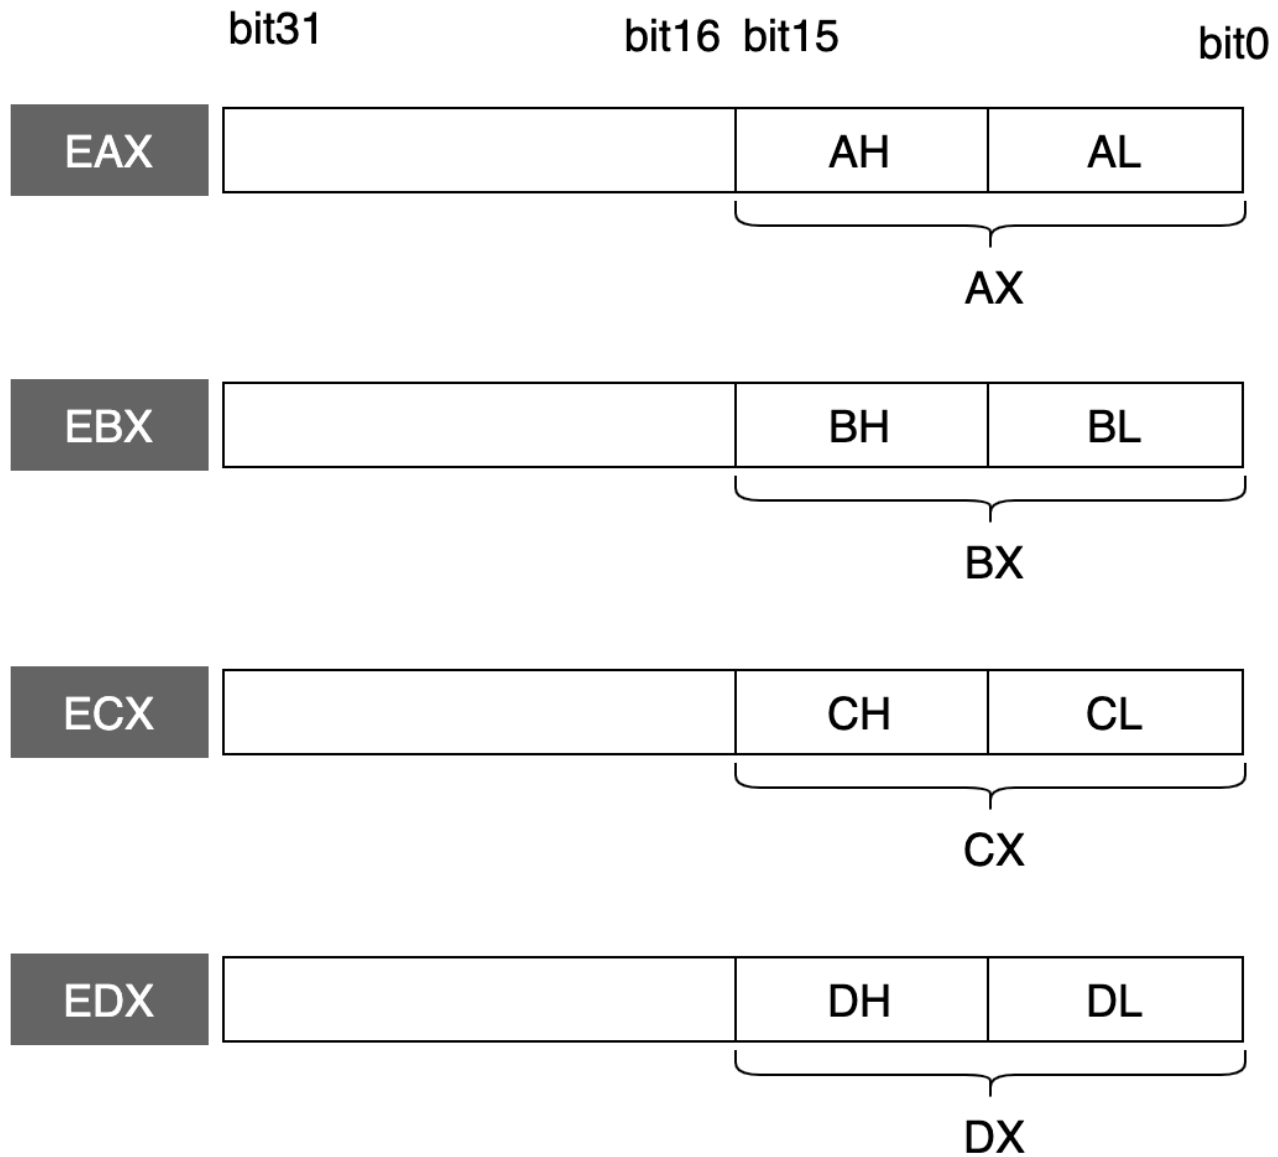 bit31 bit16 bit15 bit0
EAX AH AL
AX
EBX BH BL
BX
ECX CH CL
CX
EDX DH DL
DX